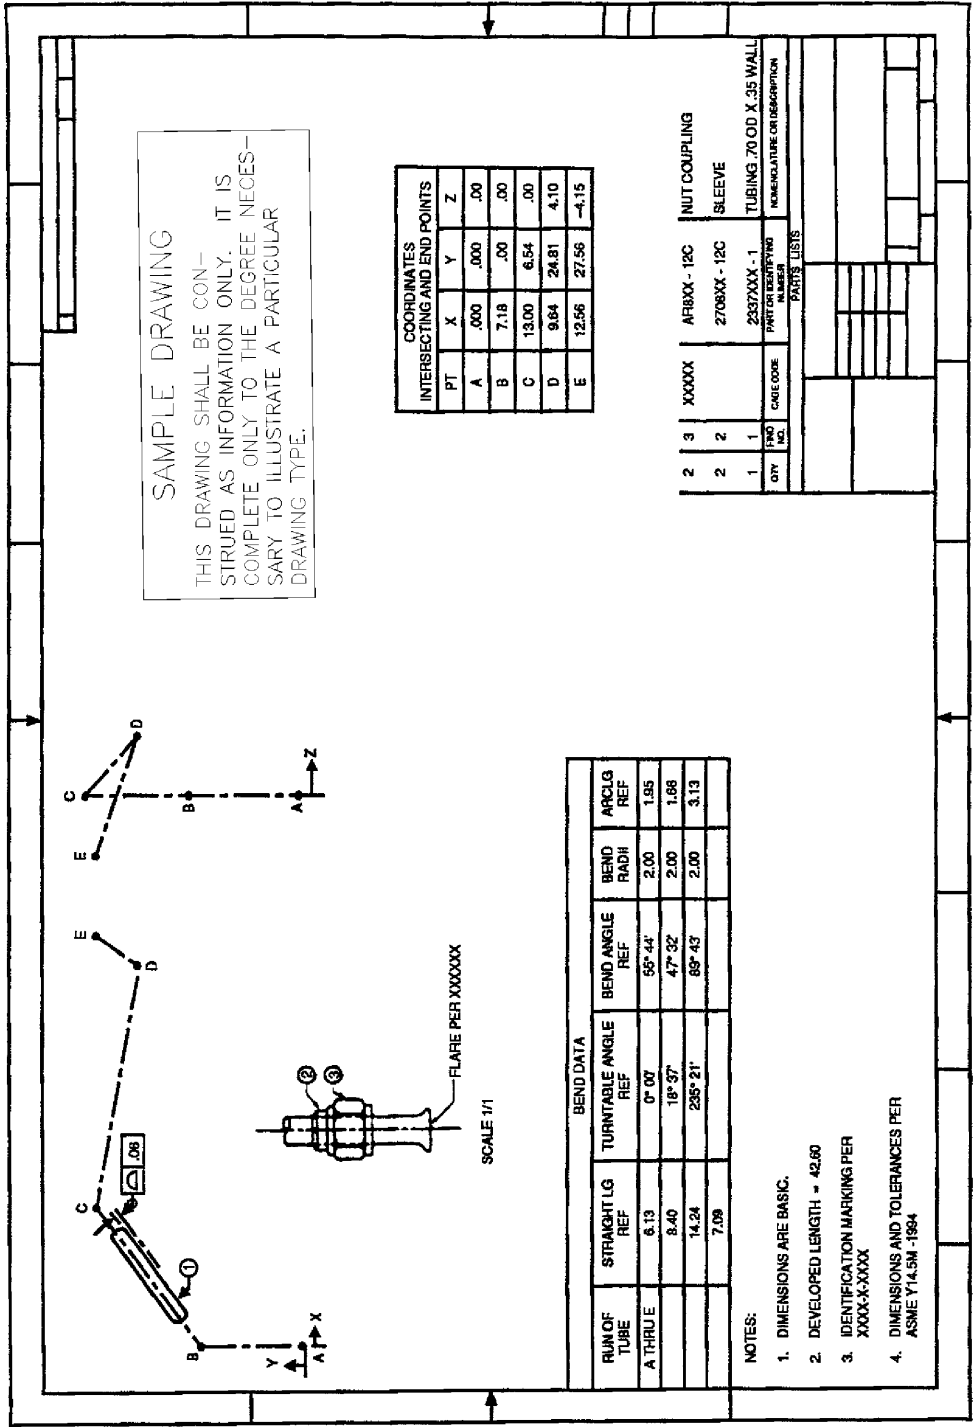 SAMPLE DRAWING
THIS DRAWING SHALL BE CON-
STRUED AS INFORMATION ONLY. IT IS
COMPLETE ONLY TO THE DEGREE NECES-
SARY TO ILLUSTRATE A PARTICULAR
DRAWING TYPE.
C
.06
D
E
1
B
Y
A
X
E
C
D
B
A
Z
2
3
FLARE PER XXXXXX
SCALE 1/1
COORDINATES
INTERSECTING AND END POINTS
PT X Y Z
A .000 .000 .00
B 7.18 .00 .00
C 13.00 6.54 .00
D 9.64 24.81 4.10
E 12.56 27.56 -4.15
BEND DATA
RUN OF TUBE STRAIGHT LG REF TURNTABLE ANGLE REF BEND ANGLE REF BEND RADII ARCLG REF
A THRU E 6.13 0° 00' 55° 44' 2.00 1.95
8.40 18° 37' 47° 32' 2.00 1.66
14.24 235° 21' 89° 43' 2.00 3.13
7.09
NOTES:
1. DIMENSIONS ARE BASIC.
2. DEVELOPED LENGTH = 42.60
3. IDENTIFICATION MARKING PER
XXXX-X-XXXX
4. DIMENSIONS AND TOLERANCES PER
ASME Y14.5M -1994
2 3 XXXXX AR8XX - 12C NUT COUPLING
2 2 2708XX - 12C SLEEVE
1 1 2337XXX - 1 TUBING .70 OD X .35 WALL
QTY FIND NO. CAGE CODE PART OR IDENTIFYING NUMBER NOMENCLATURE OR DESCRIPTION
PARTS LISTS